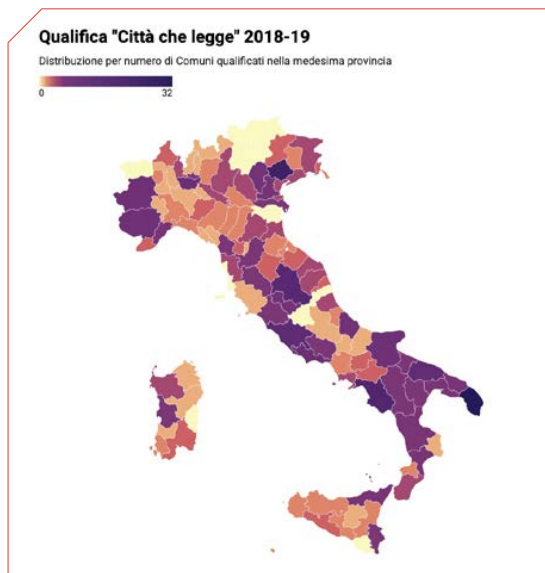 Qualifica "Città che legge" 2018-19
Distribuzione per numero di Comuni qualificati nella medesima provincia
0 32